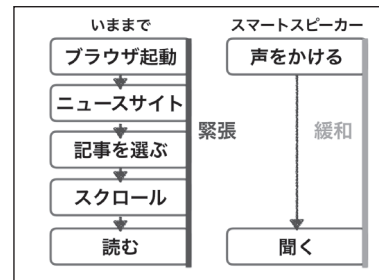 いままで
ブラウザ起動
ニュースサイト
記事を選ぶ
スクロール
読む
緊張
スマートスピーカー
声をかける
緩和
聞く